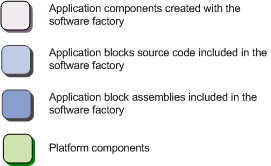 Application components created with the
software factory
Application blocks source code included in the
software factory
Application block assemblies included in the
software factory
Platform components